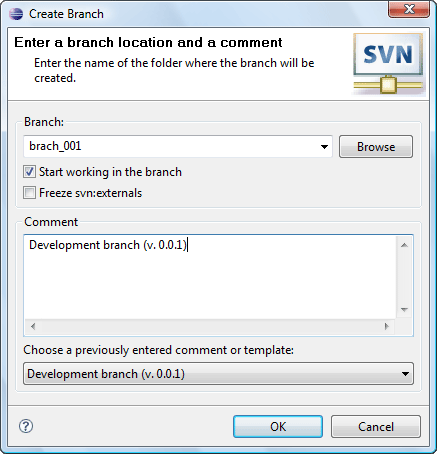 Create Branch
Enter a branch location and a comment
Enter the name of the folder where the branch will be
created.
SVN
Branch:
brach_001
Browse
Start working in the branch
Freeze svn:externals
Comment
Development branch (v. 0.0.1)
Choose a previously entered comment or template:
Development branch (v. 0.0.1)
?
OK
Cancel